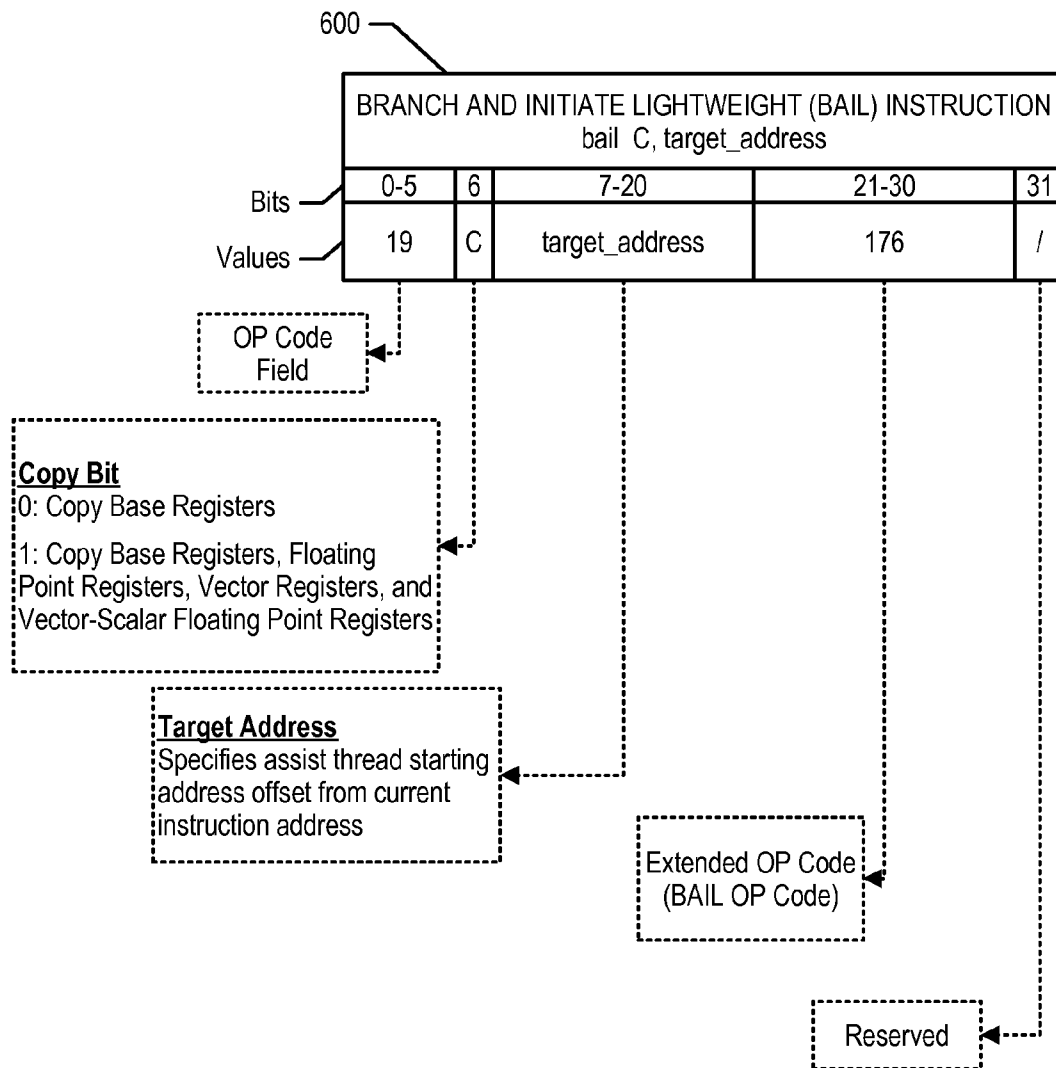 600
BRANCH AND INITIATE LIGHTWEIGHT (BAIL) INSTRUCTION
bail C, target_address
Bits
0-5 6 7-20 21-30 31
Values
19 C target_address 176 /
OP Code
Field
Copy Bit
0: Copy Base Registers
1: Copy Base Registers, Floating
Point Registers, Vector Registers, and
Vector-Scalar Floating Point Registers
Target Address
Specifies assist thread starting
address offset from current
instruction address
Extended OP Code
(BAIL OP Code)
Reserved